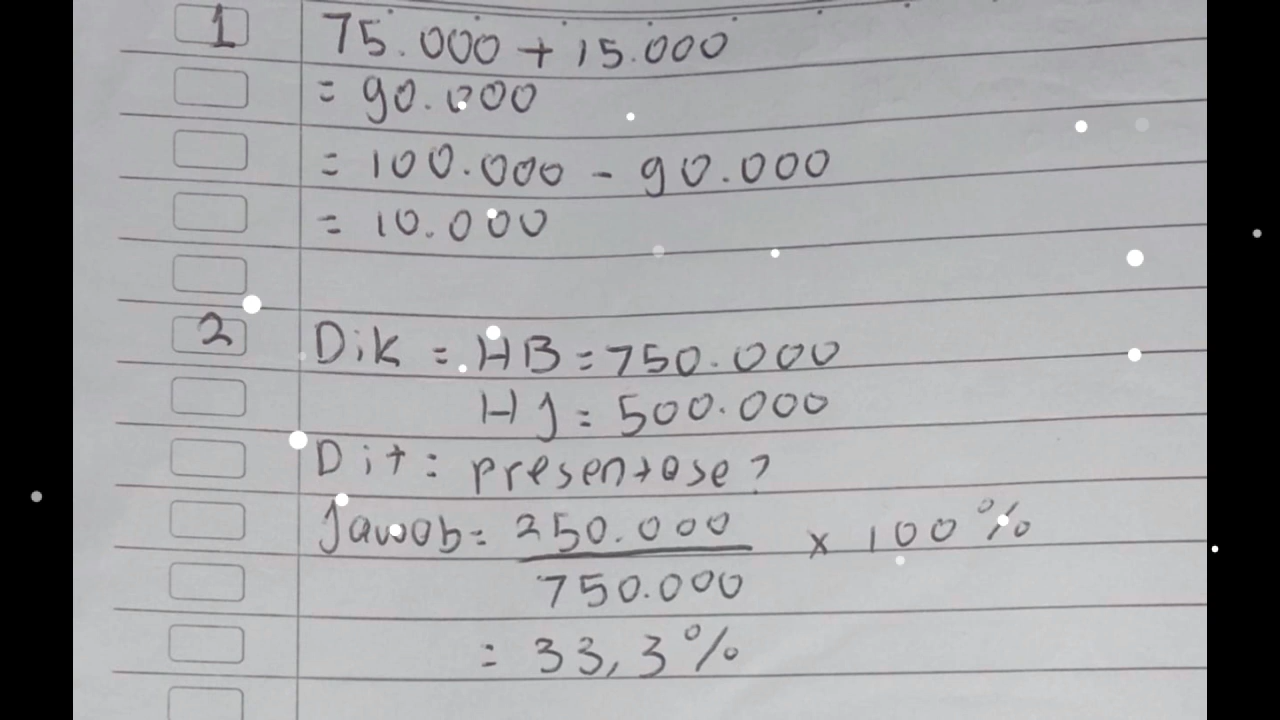 1 75.000 + 15.000
= 90.000
= 100.000 - 90.000
= 10.000
2 Dik = HB = 750.000
HJ = 500.000
Dit = presentase?
Jawab = 250.000 x 100%
750.000
= 33,3%